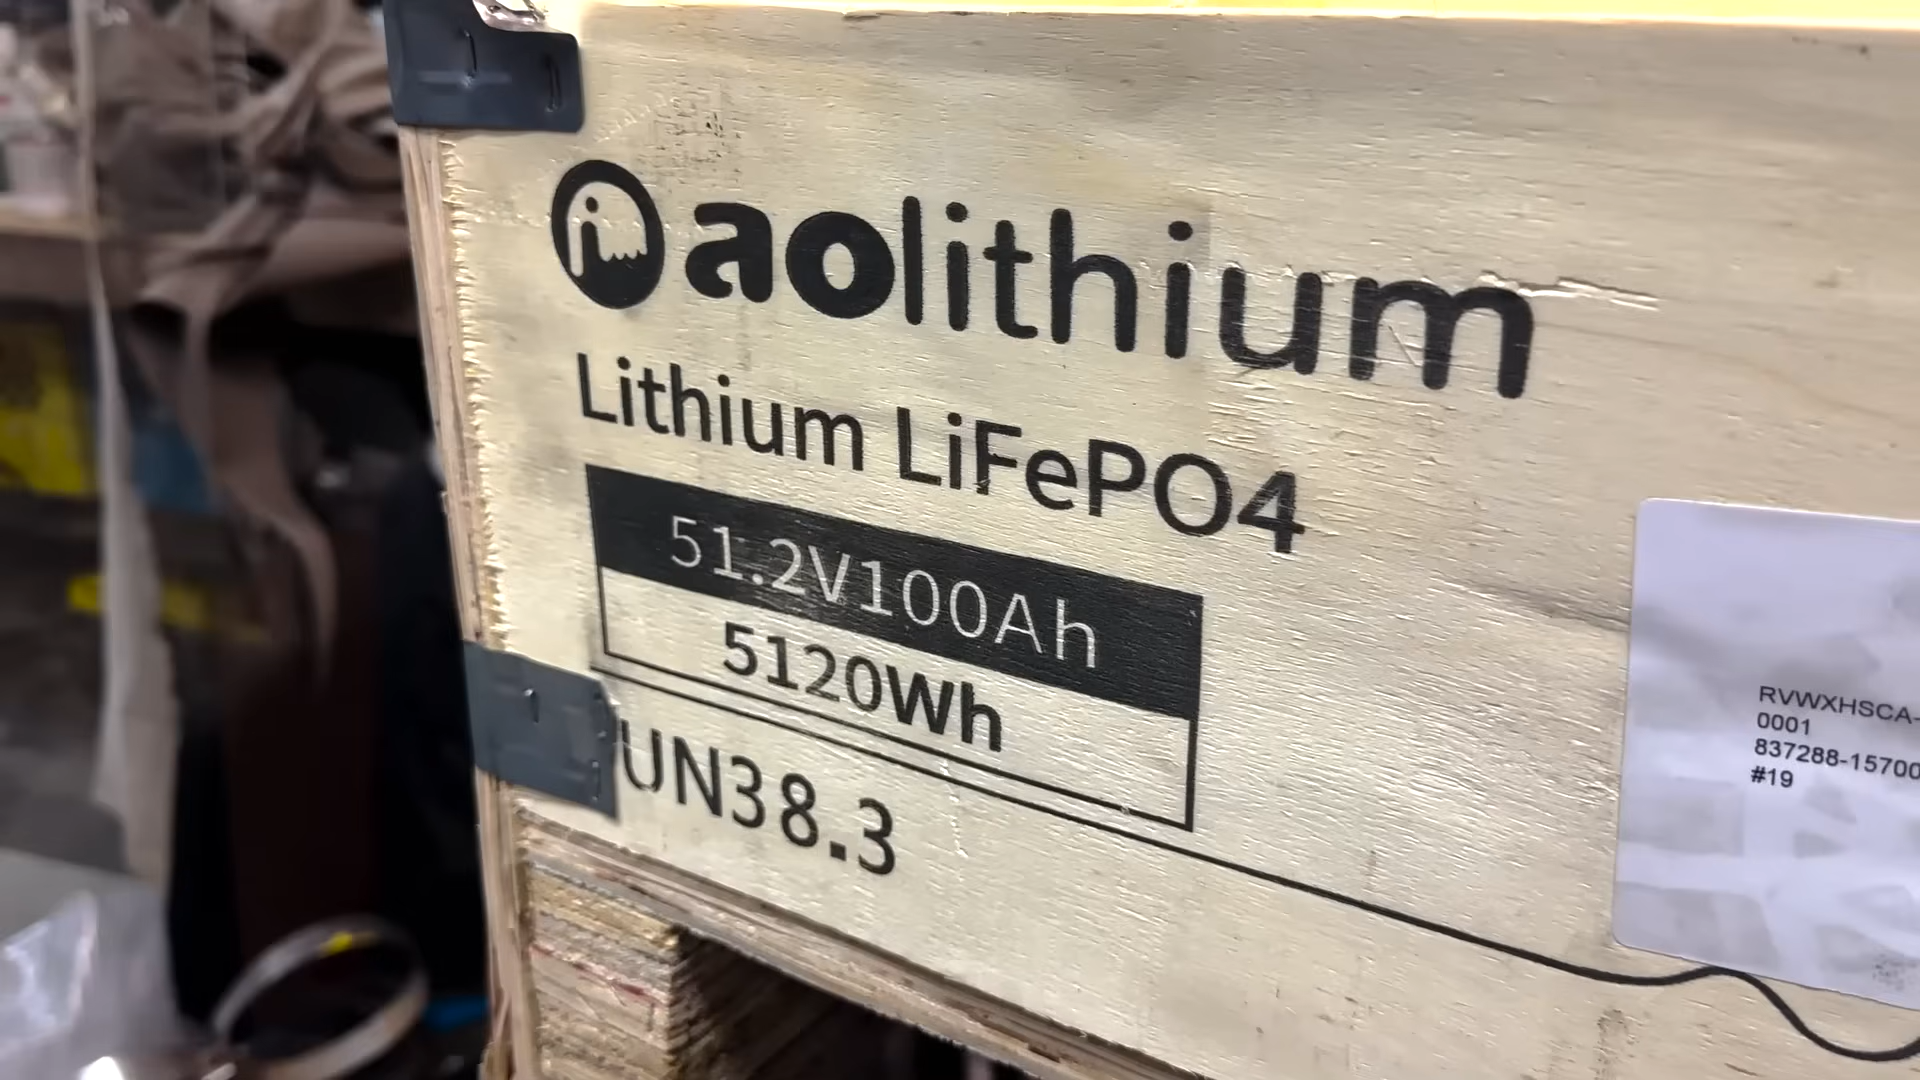 aolithium
Lithium LiFePO4
51.2V100Ah
5120Wh
UN38.3
RVWXHSCA-
0001
837288-15700
#19